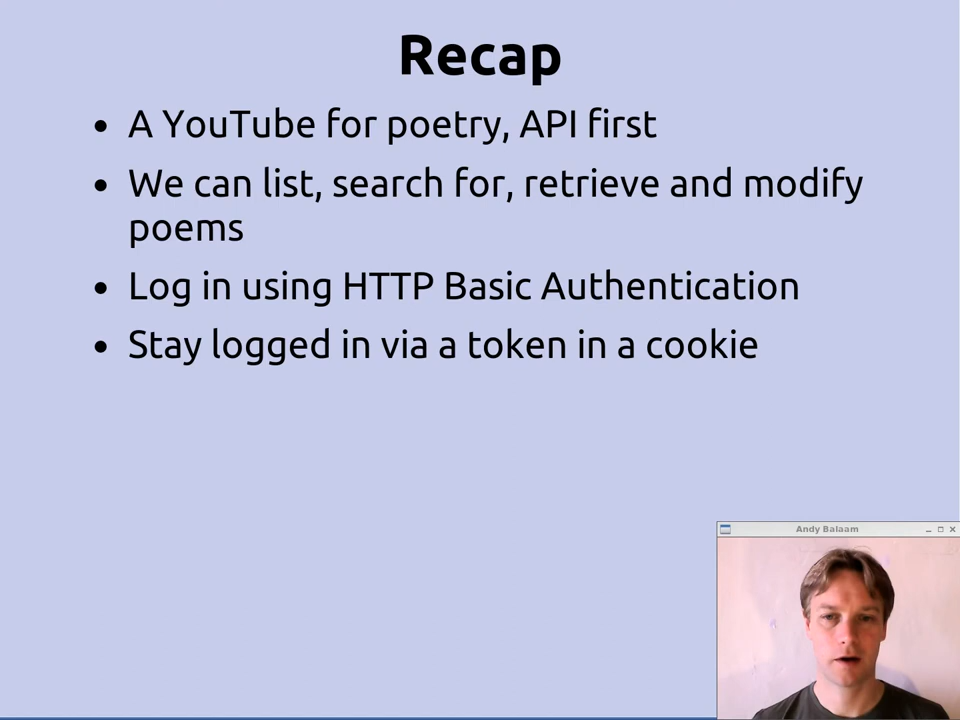 Recap
• A YouTube for poetry, API first
• We can list, search for, retrieve and modify
poems
• Log in using HTTP Basic Authentication
• Stay logged in via a token in a cookie
Andy Balaam